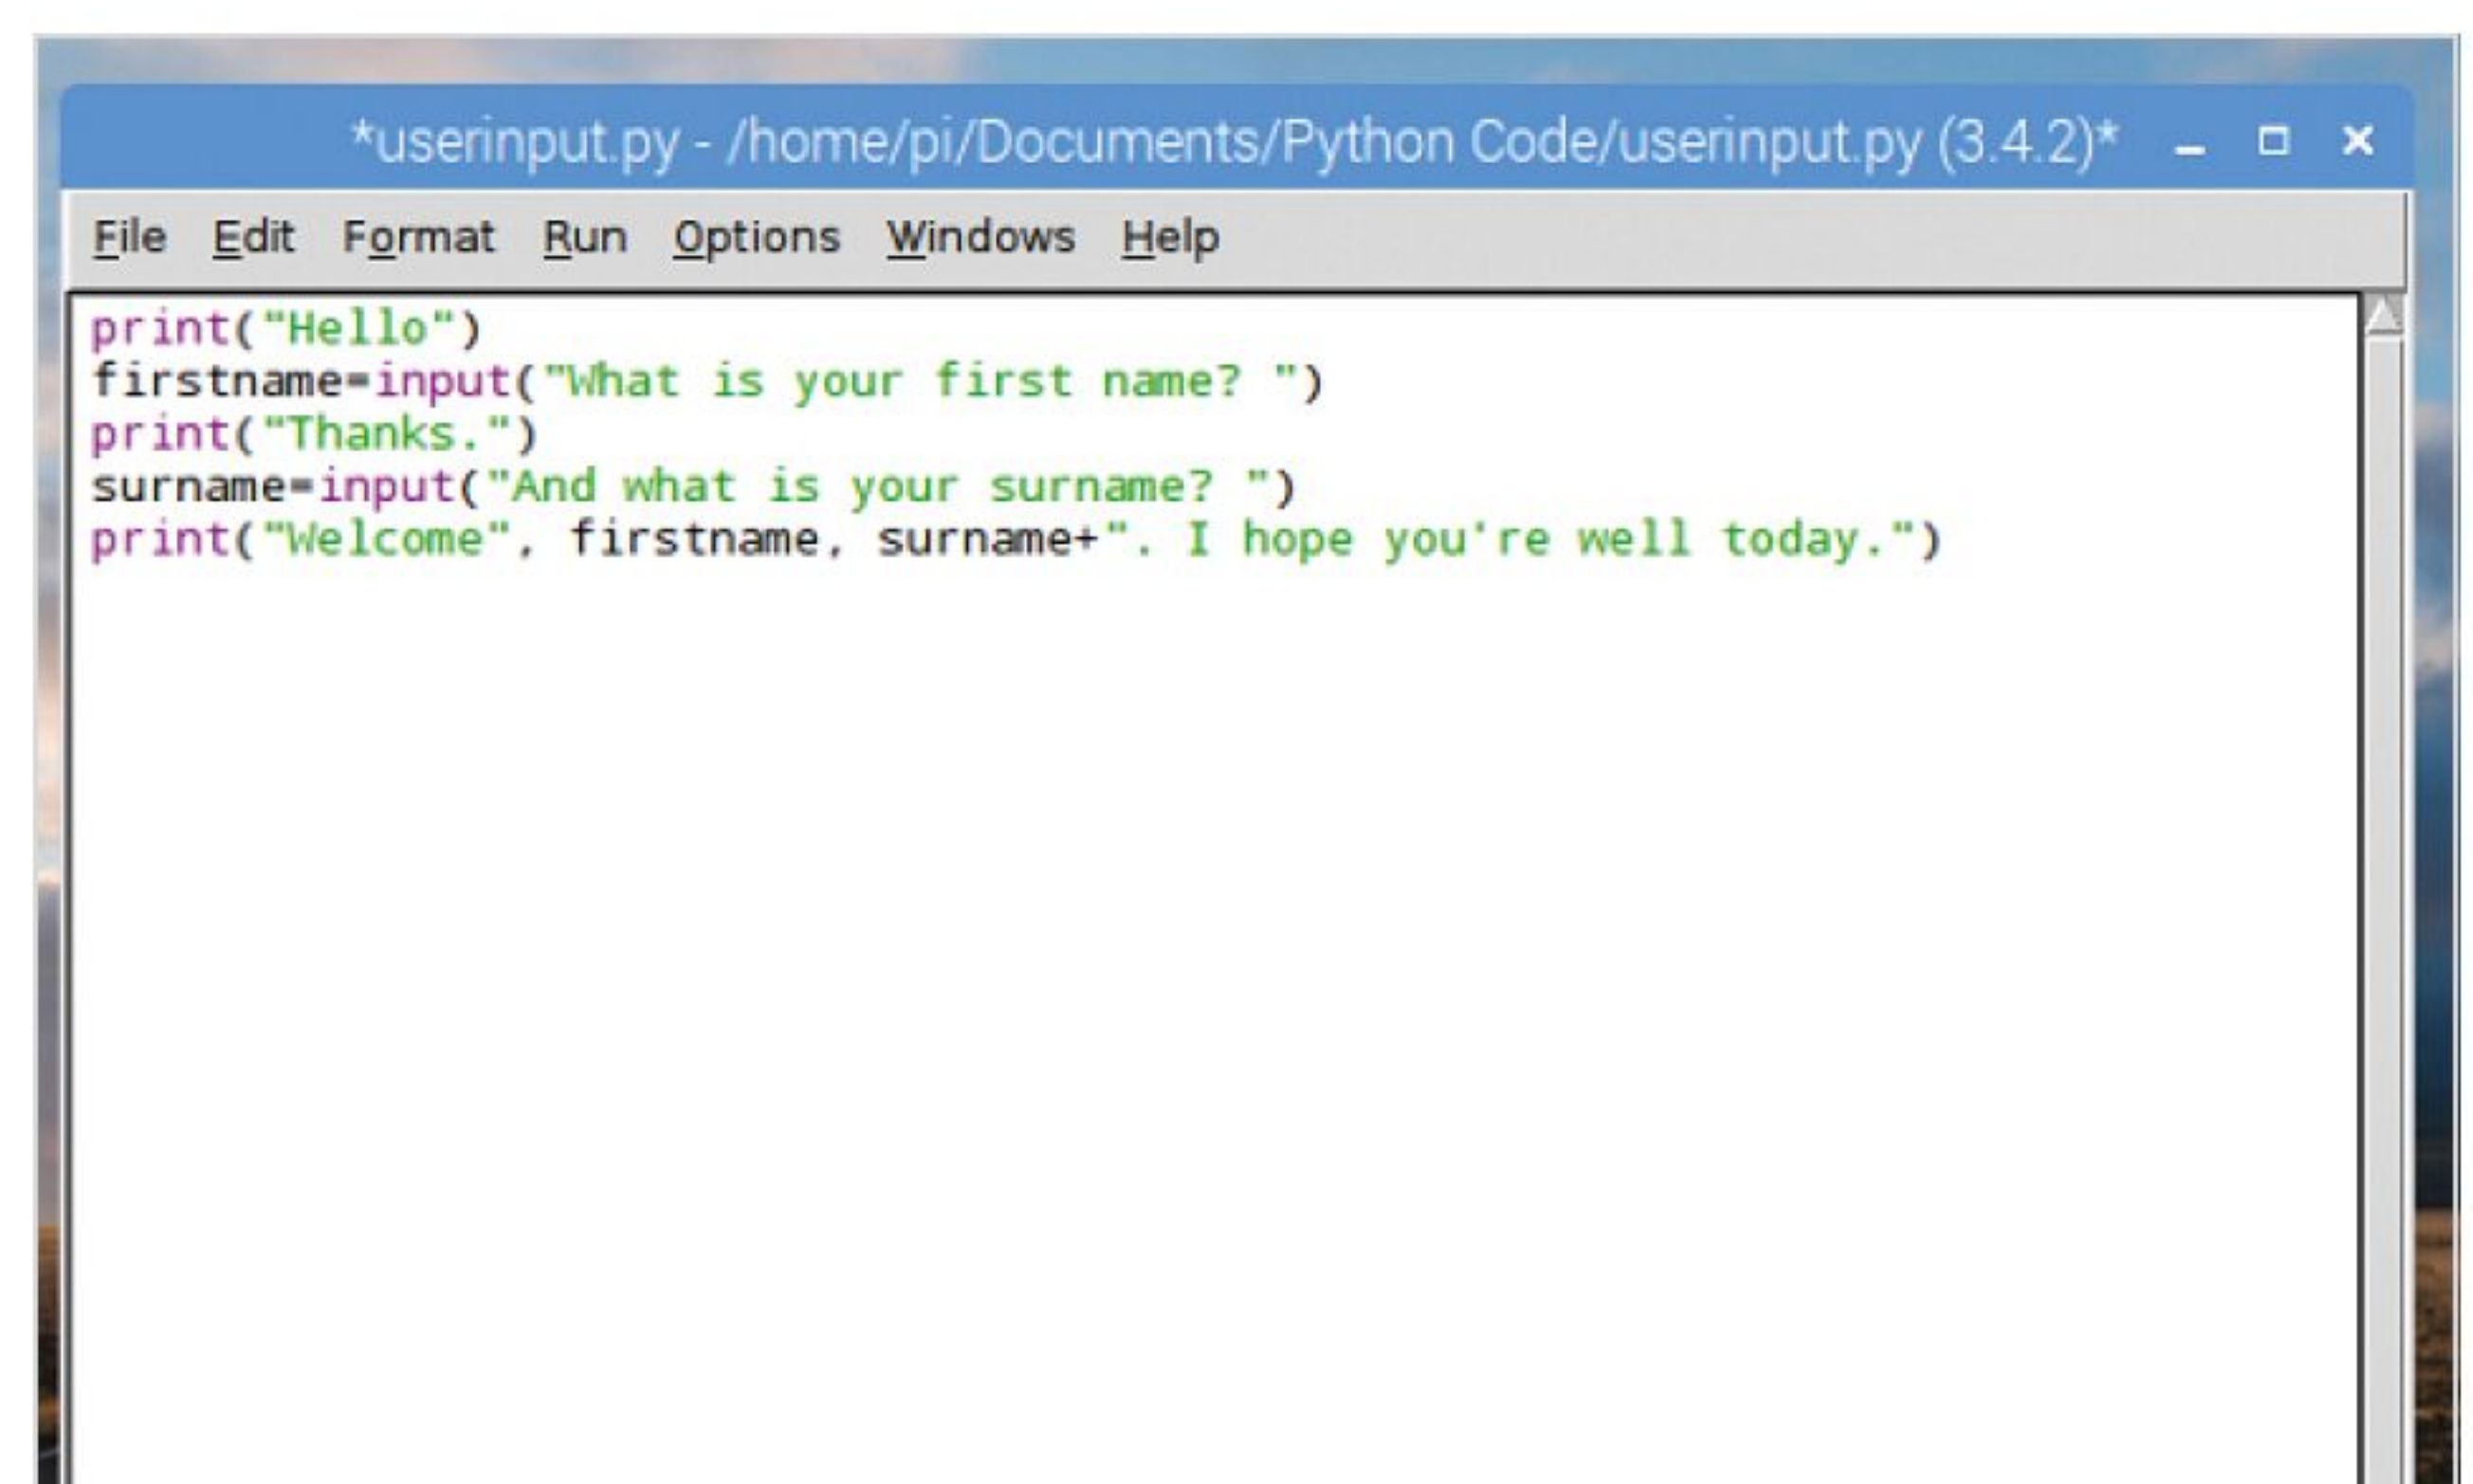 *userinput.py - /home/pi/Documents/Python Code/userinput.py (3.4.2)*
File Edit Format Run Options Windows Help
print("Hello")
firstname=input("What is your first name? ")
print("Thanks.")
surname=input("And what is your surname? ")
print("Welcome", firstname, surname+". I hope you're well today.")